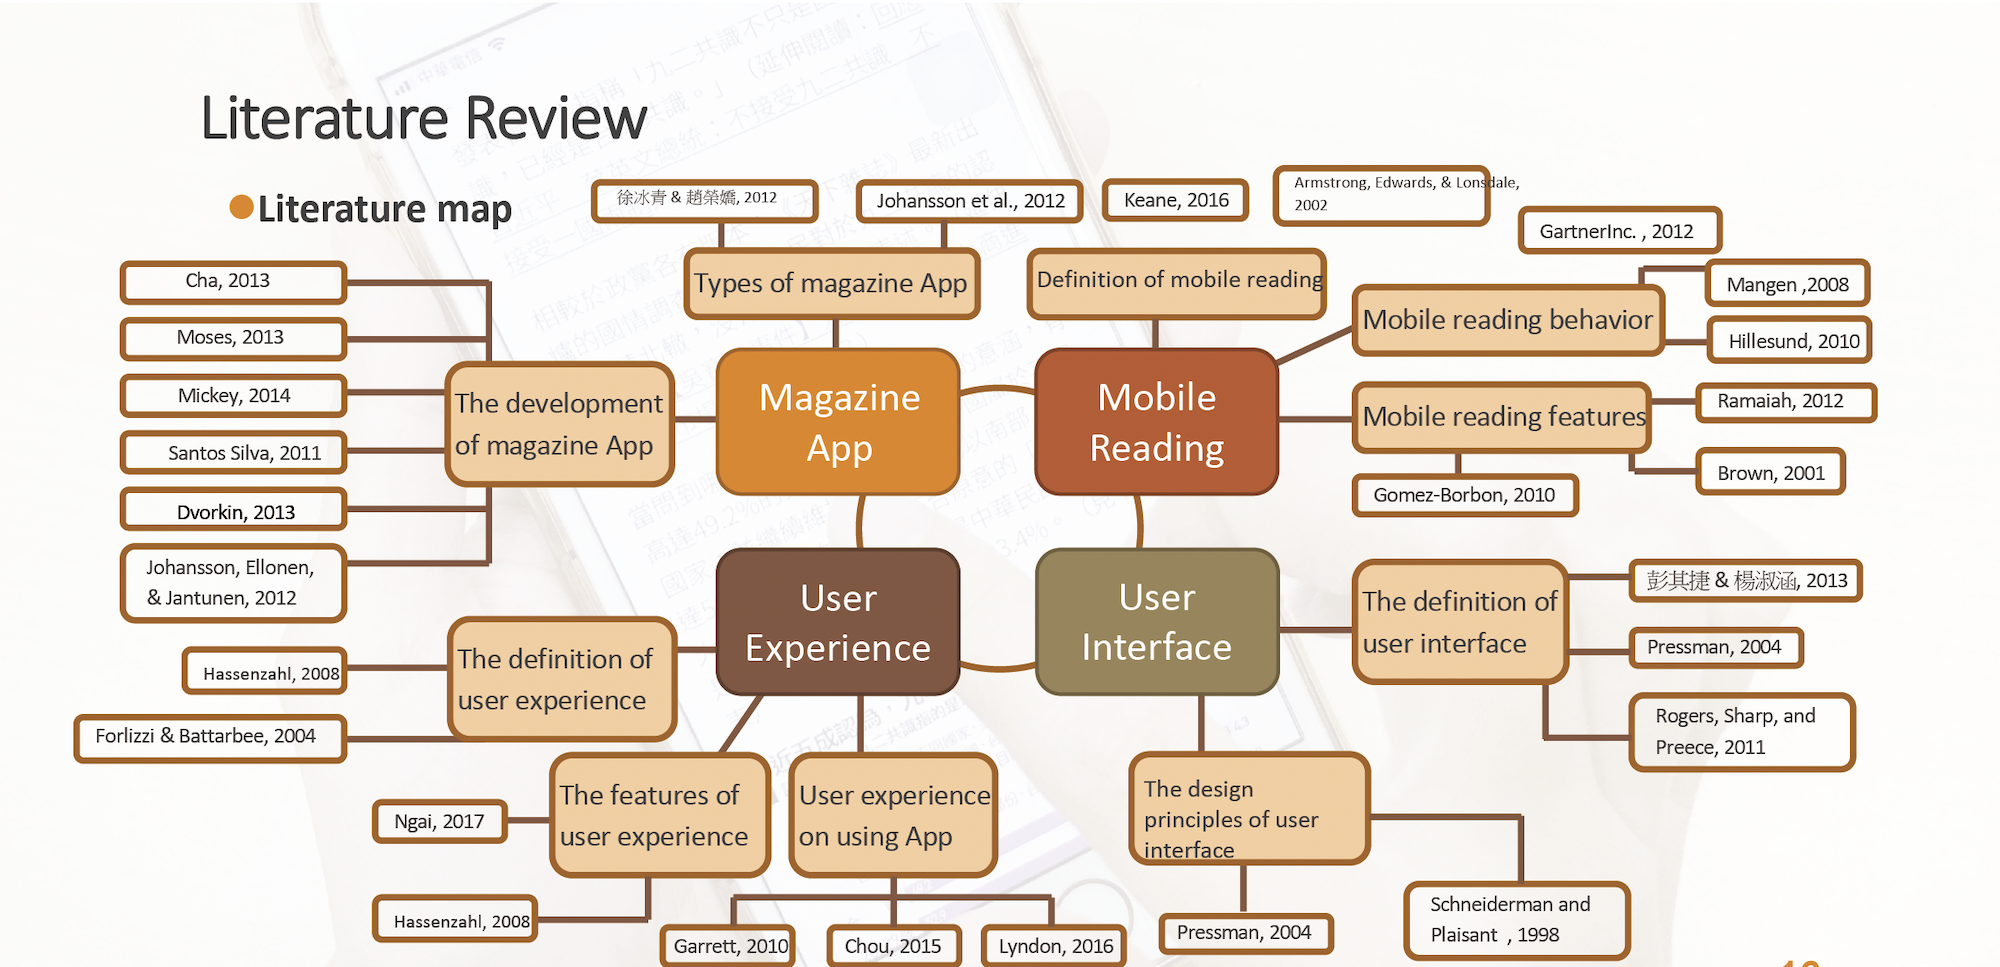 Literature Review
Literature map
徐冰青 & 趙榮嬌, 2012
Johansson et al., 2012
Keane, 2016
Armstrong, Edwards, & Lonsdale,
2002
GartnerInc. , 2012
Types of magazine App
Definition of mobile reading
Mobile reading behavior
Mangen ,2008
Hillesund, 2010
Cha, 2013
Moses, 2013
Mickey, 2014
Santos Silva, 2011
Dvorkin, 2013
Johansson, Ellonen,
& Jantunen, 2012
The development
of magazine App
Magazine
App
Mobile
Reading
Mobile reading features
Ramaiah, 2012
Brown, 2001
Gomez-Borbon, 2010
User
Experience
User
Interface
The definition of
user interface
彭其捷 & 楊淑涵, 2013
Pressman, 2004
Rogers, Sharp, and
Preece, 2011
The definition of
user experience
Hassenzahl, 2008
Forlizzi & Battarbee, 2004
The features of
user experience
Ngai, 2017
Hassenzahl, 2008
User experience
on using App
Garrett, 2010
Chou, 2015
Lyndon, 2016
The design
principles of user
interface
Pressman, 2004
Schneiderman and
Plaisant , 1998